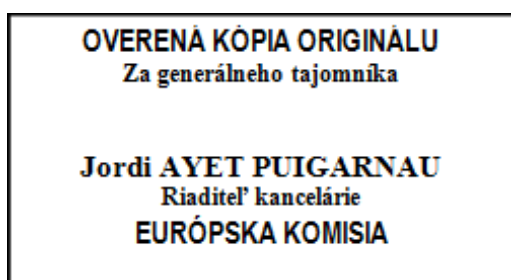 OVERENÁ KÓPIA ORIGINÁLU
Za generálneho tajomníka
Jordi AYET PUIGARNAU
Riaditeľ kancelárie
EURÓPSKA KOMISIA